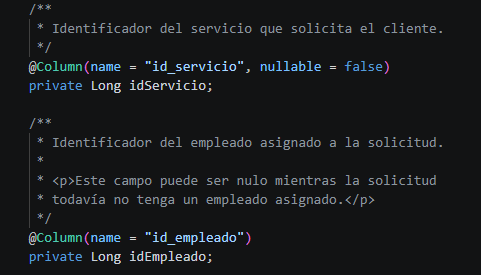 /**
 * Identificador del servicio que solicita el cliente.
 */
@Column(name = "id_servicio", nullable = false)
private Long idServicio;

/**
 * Identificador del empleado asignado a la solicitud.
 *
 * <p>Este campo puede ser nulo mientras la solicitud
 * todavía no tenga un empleado asignado.</p>
 */
@Column(name = "id_empleado")
private Long idEmpleado;